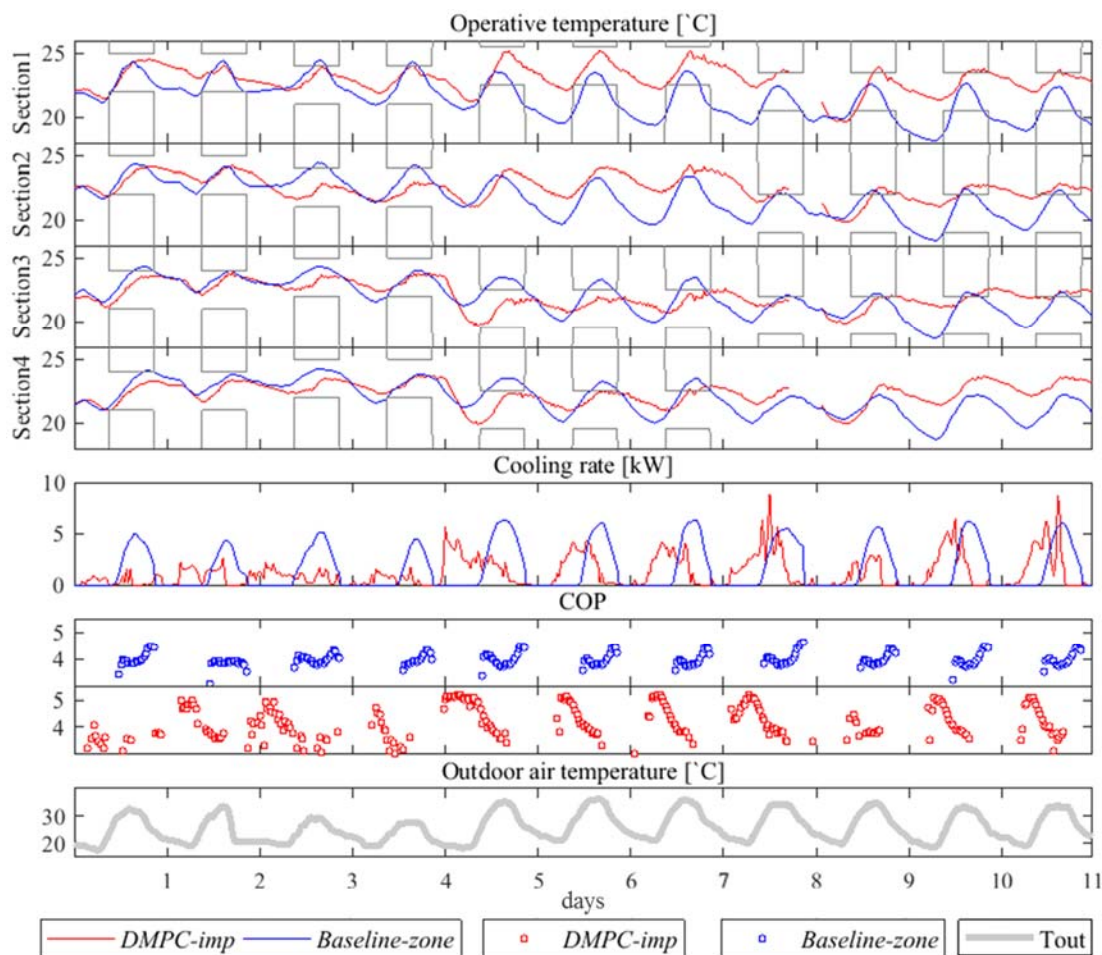 Operative temperature [`C]
Section1
25
20
Section2
25
20
Section3
25
20
Section4
25
20
Cooling rate [kW]
10
5
0
COP
5
4
5
4
Outdoor air temperature [`C]
30
20
1 2 3 4 5 6 7 8 9 10 11
days
DMPC-imp Baseline-zone DMPC-imp Baseline-zone Tout